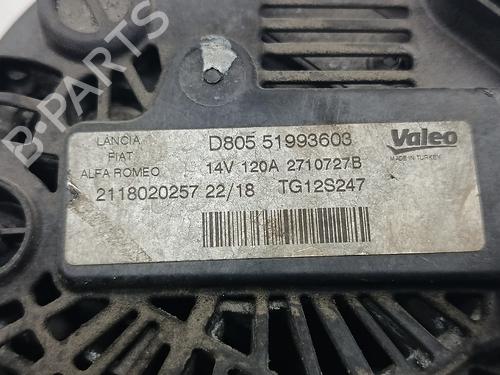 B-PARTS
LANCIA
FIAT
ALFA ROMEO
D805 51993603
14V 120A 2710727B
2118020257 22/18 TG12S247
Valeo
MADE IN TURKEY